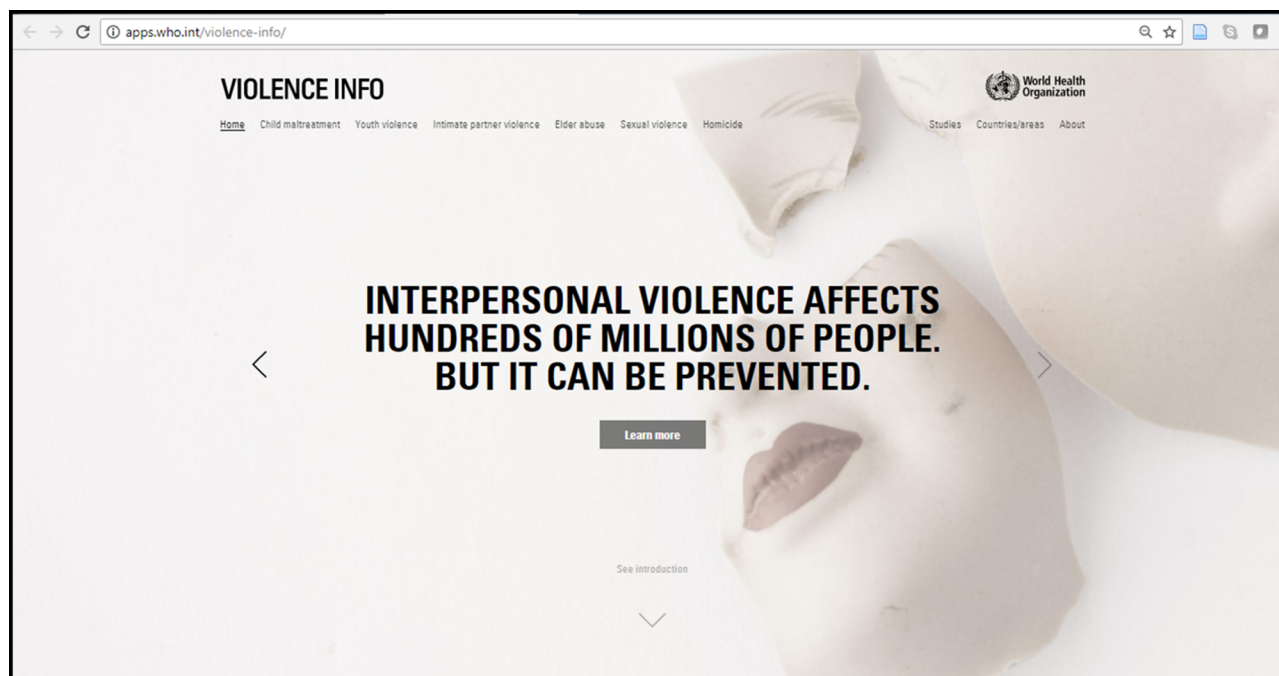 apps.who.int/violence-info/
VIOLENCE INFO
World Health
Organization
Home Child maltreatment Youth violence Intimate partner violence Elder abuse Sexual violence Homicide Studies Countries/areas About
INTERPERSONAL VIOLENCE AFFECTS
HUNDREDS OF MILLIONS OF PEOPLE.
BUT IT CAN BE PREVENTED.
Learn more
See introduction